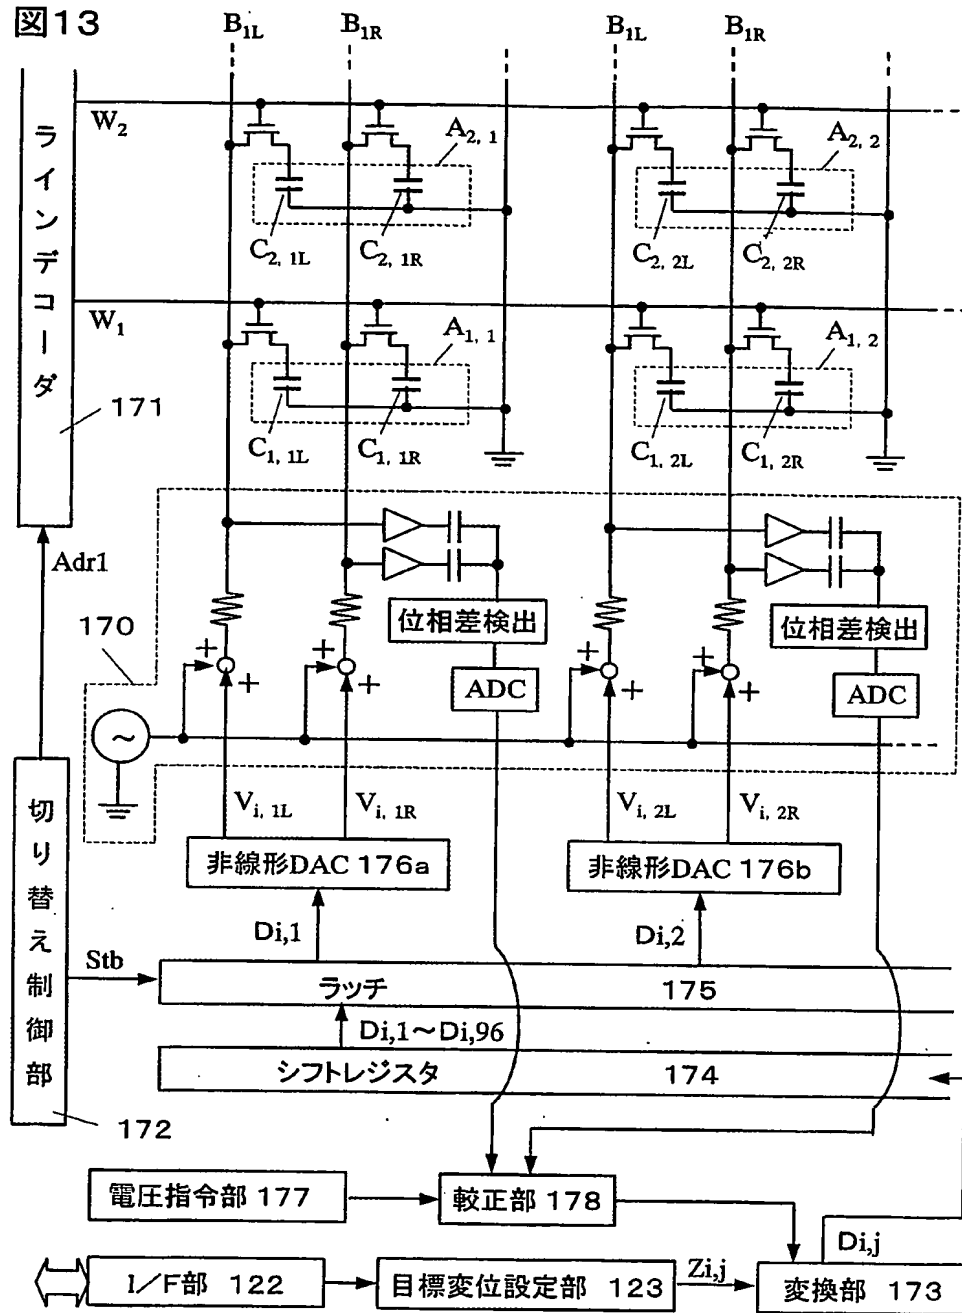 図13
B1L
B1R
B1L
B1R
ラインデコーダ
W2
A2, 1
A2, 2
C2, 1L
C2, 1R
C2, 2L
C2, 2R
W1
A1, 1
A1, 2
171
C1, 1L
C1, 1R
C1, 2L
C1, 2R
Adr1
170
位相差検出
位相差検出
+
+
+
+
ADC
+
+
+
+
ADC
~
切り替え制御部
Vi, 1L
Vi, 1R
Vi, 2L
Vi, 2R
非線形DAC 176a
非線形DAC 176b
Di,1
Di,2
Stb
ラッチ 175
Di,1～Di,96
シフトレジスタ 174
172
電圧指令部 177
較正部 178
Di,j
I／F部 122
目標変位設定部 123
Zi,j
変換部 173